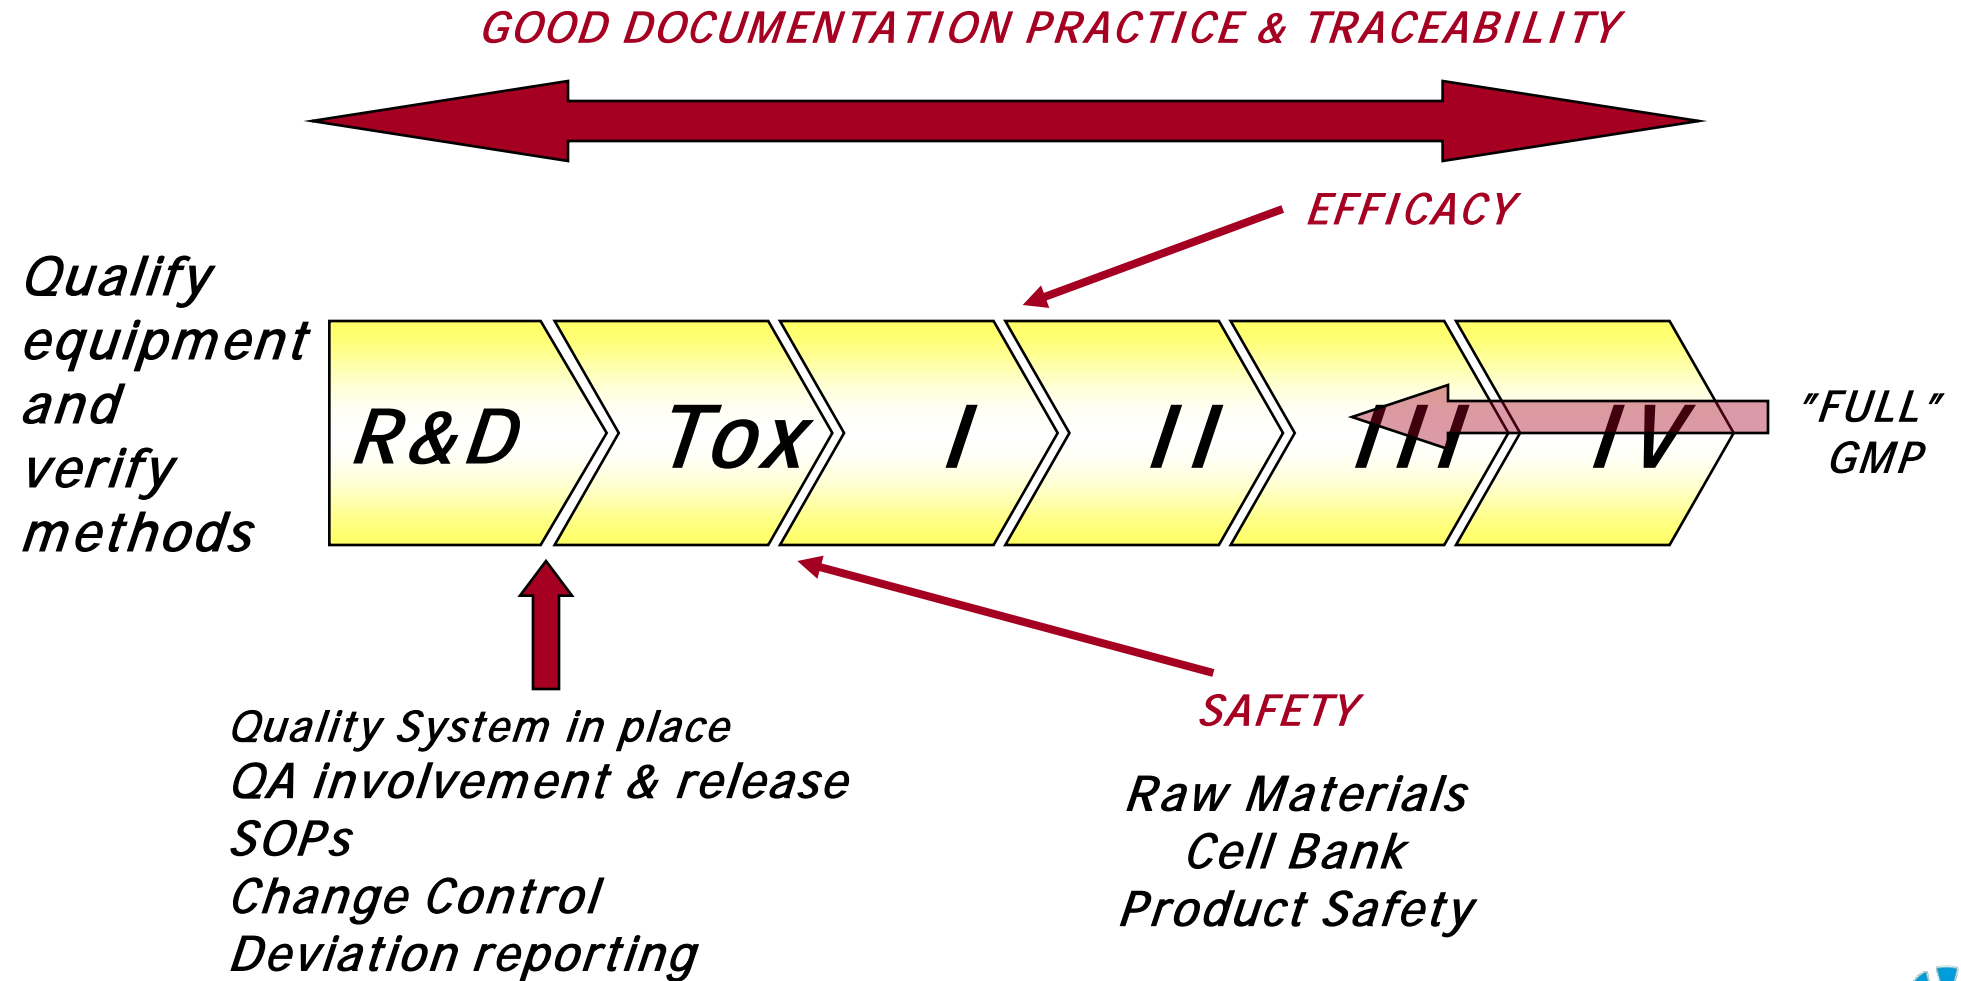 GOOD DOCUMENTATION PRACTICE & TRACEABILITY
EFFICACY
Qualify
equipment
and
verify
methods
R&D
Tox
I
II
III
IV
"FULL"
GMP
Quality System in place
QA involvement & release
SOPs
Change Control
Deviation reporting
SAFETY
Raw Materials
Cell Bank
Product Safety